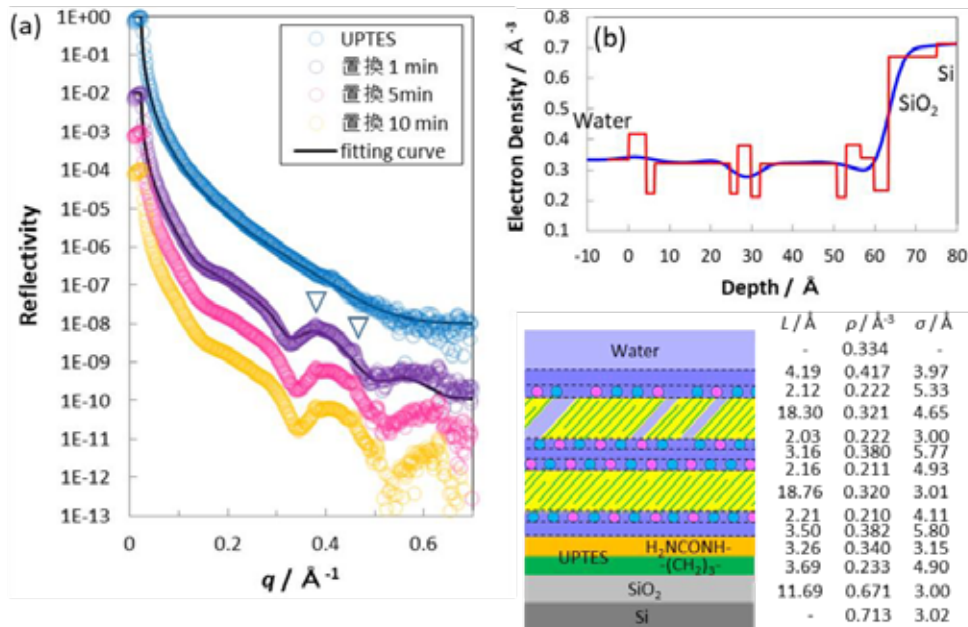 (a)
1E+00
1E-01
1E-02
1E-03
1E-04
1E-05
1E-06
1E-07
1E-08
1E-09
1E-10
1E-11
1E-12
1E-13
Reflectivity
0 0.2 0.4 0.6
q / Å -1
UPTES
置換 1 min
置換 5min
置換 10 min
fitting curve
(b)
0.8
0.7
0.6
0.5
0.4
0.3
0.2
0.1
Electron Density / Å -3
Water
Si
SiO2
-10 0 10 20 30 40 50 60 70 80
Depth / Å
L / Å ρ / Å-3 σ / Å
- 0.334 -
4.19 0.417 3.97
2.12 0.222 5.33
18.30 0.321 4.65
2.03 0.222 3.00
3.16 0.380 5.77
2.16 0.211 4.93
18.76 0.320 3.01
2.21 0.210 4.11
3.50 0.382 5.80
3.26 0.340 3.15
3.69 0.233 4.90
11.69 0.671 3.00
- 0.713 3.02
Water
UPTES H2NCONH-
-(CH2)3-
SiO2
Si